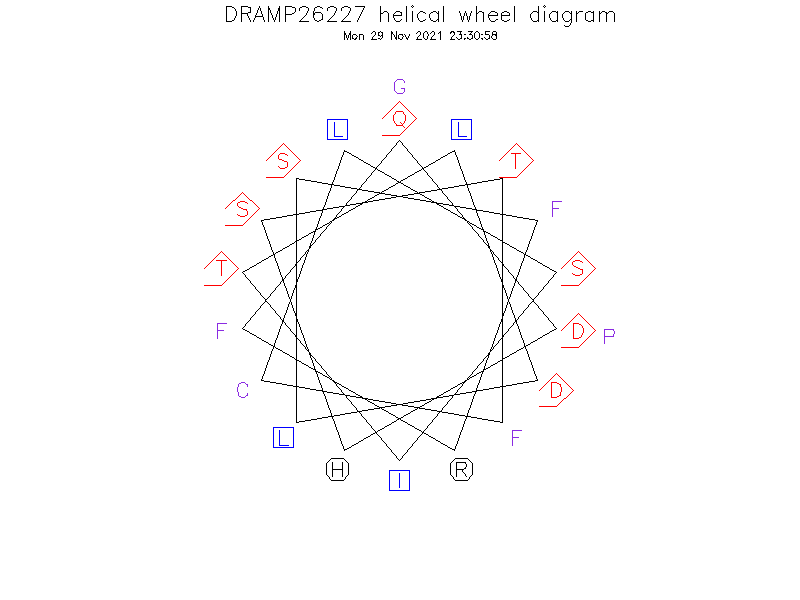 DRAMP26227 helical wheel diagram
Mon 29 Nov 2021 23:30:58
G
L Q L
S T
S F
T S
F D P
C D
L F
H I R